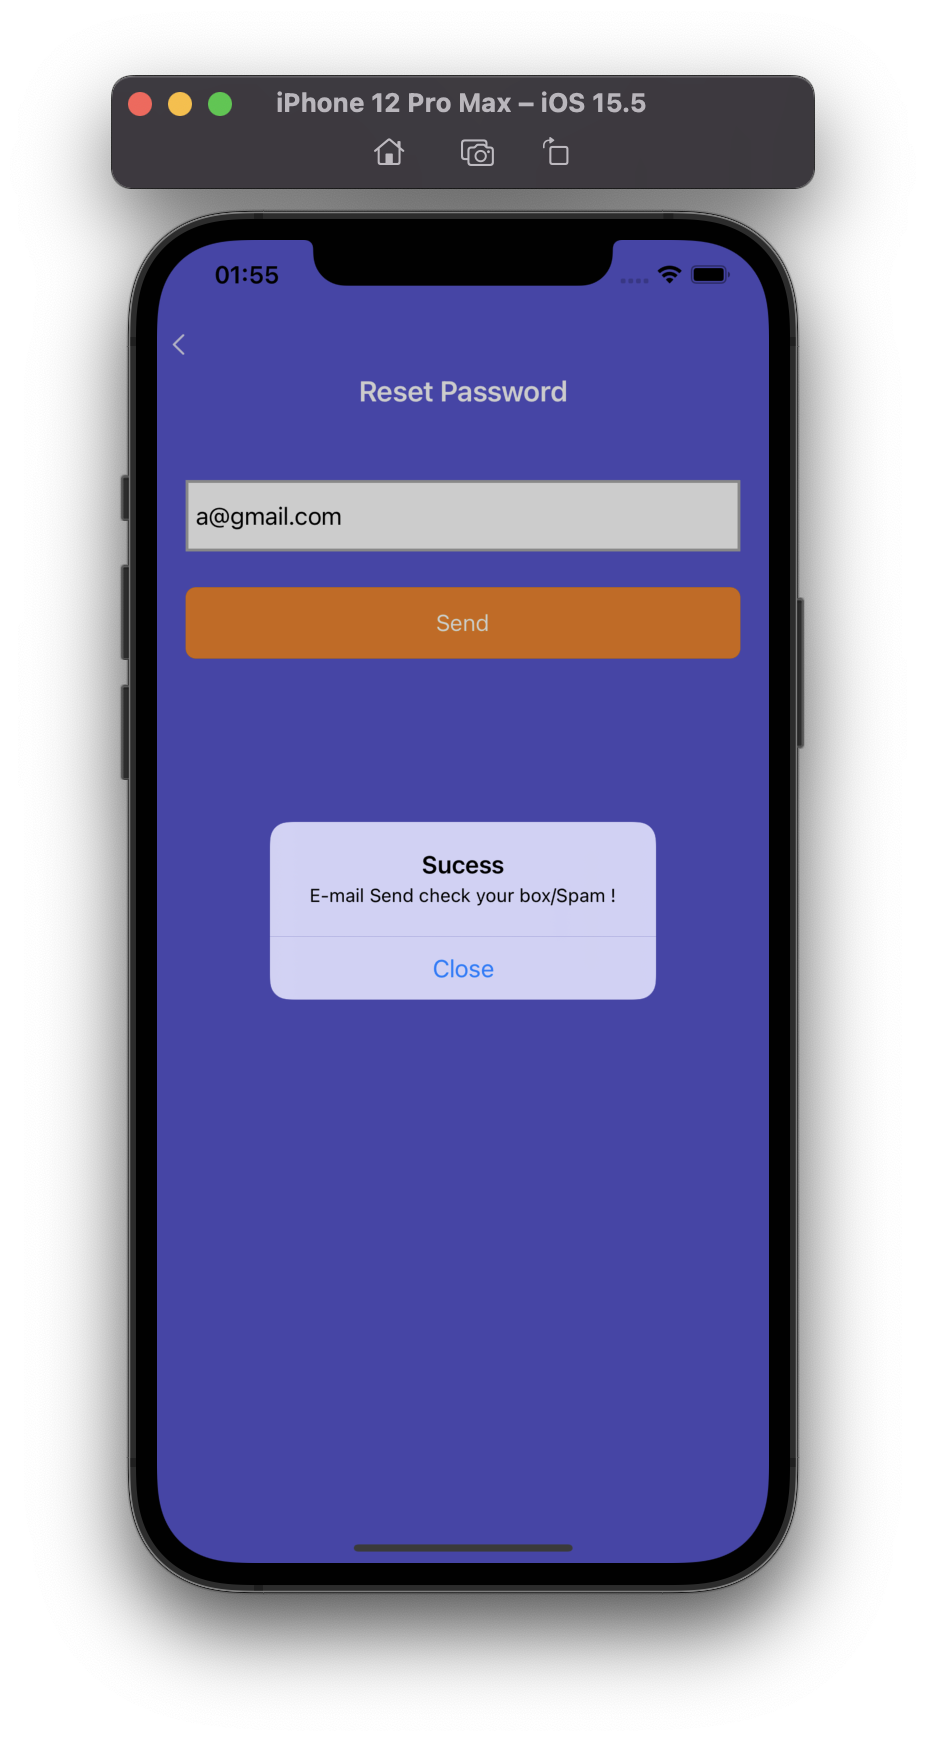 iPhone 12 Pro Max – iOS 15.5
01:55
Reset Password
a@gmail.com
Send
Sucess
E-mail Send check your box/Spam !
Close